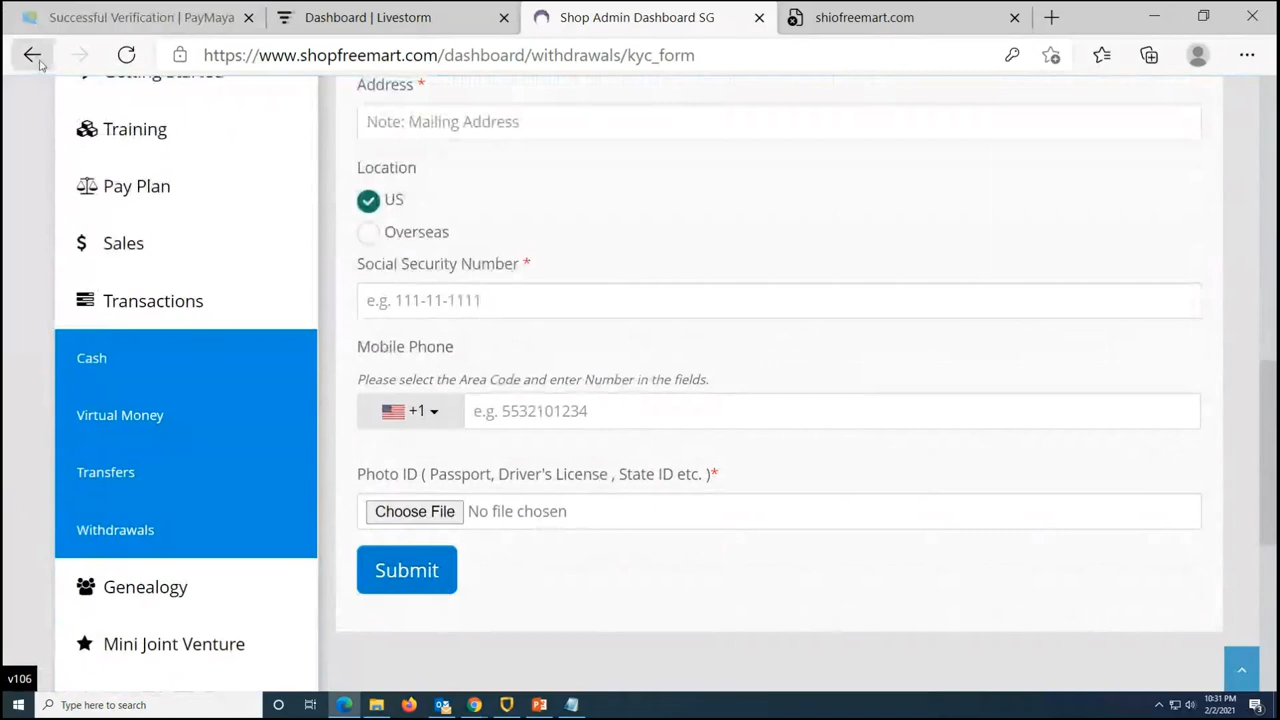 Successful Verification | PayMaya
Dashboard | Livestorm
Shop Admin Dashboard SG
shiofreemart.com
https://www.shopfreemart.com/dashboard/withdrawals/kyc_form
Getting Started
Training
Pay Plan
Sales
Transactions
Cash
Virtual Money
Transfers
Withdrawals
Genealogy
Mini Joint Venture
Address *
Note: Mailing Address
Location
US
Overseas
Social Security Number *
e.g. 111-11-1111
Mobile Phone
Please select the Area Code and enter Number in the fields.
+1
e.g. 5532101234
Photo ID ( Passport, Driver's License , State ID etc. )*
Choose File No file chosen
Submit
v106
Type here to search
10:31 PM
2/2/2021
3